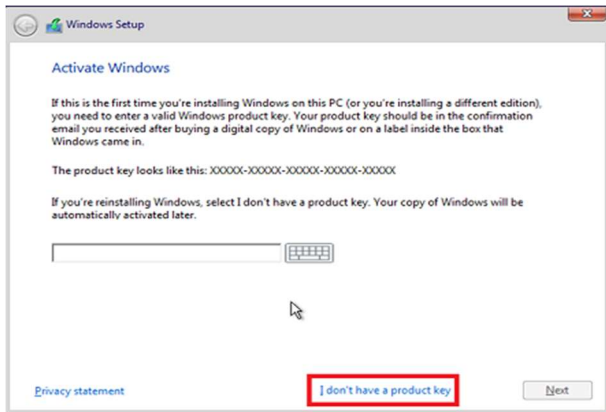 Windows Setup
Activate Windows
If this is the first time you're installing Windows on this PC (or you're installing a different edition),
you need to enter a valid Windows product key. Your product key should be in the confirmation
email you received after buying a digital copy of Windows or on a label inside the box that
Windows came in.
The product key looks like this: XXXXX-XXXXX-XXXXX-XXXXX-XXXXX
If you're reinstalling Windows, select I don't have a product key. Your copy of Windows will be
automatically activated later.
Privacy statement
I don't have a product key
Next